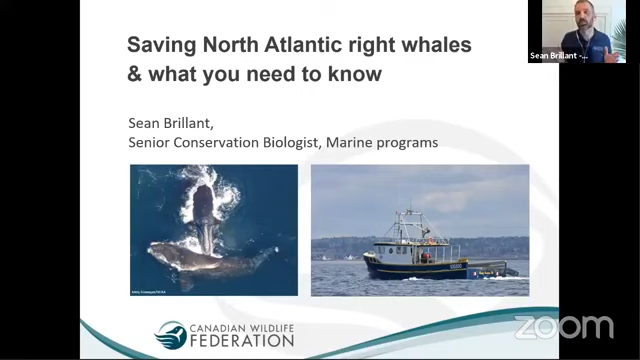 Saving North Atlantic right whales
& what you need to know
Sean Brillant -...
Sean Brillant,
Senior Conservation Biologist, Marine programs
CANADIAN WILDLIFE
FEDERATION
zoom